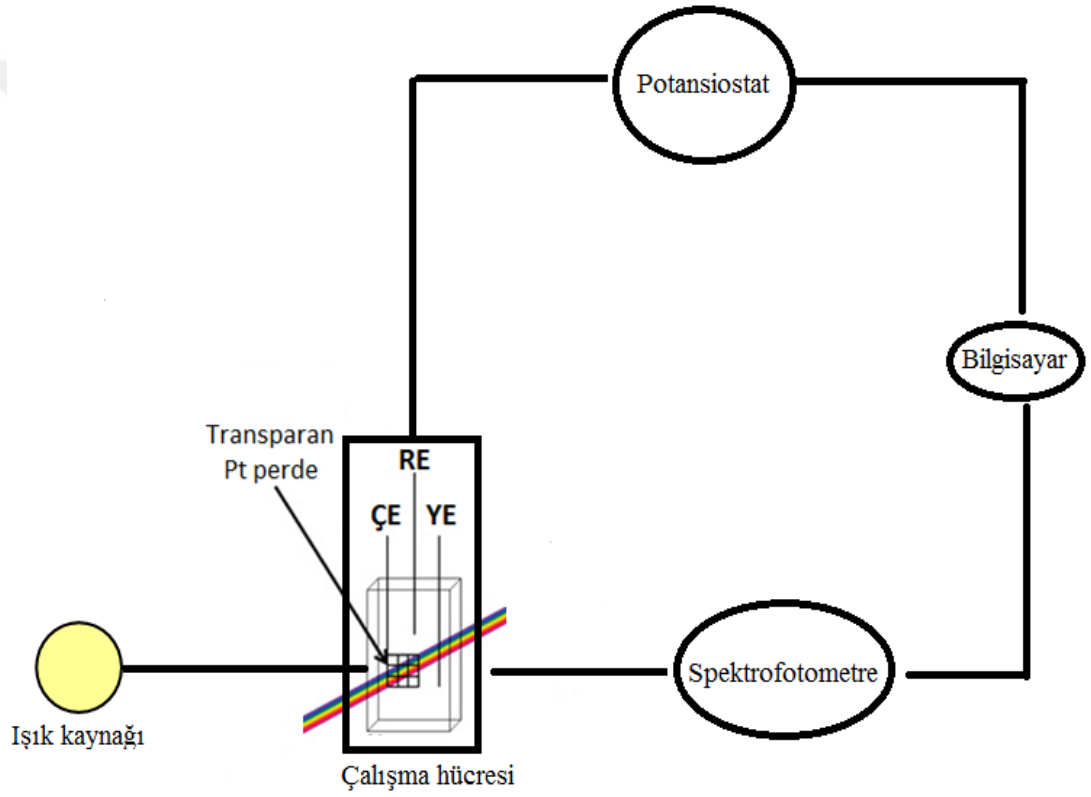 Potansiostat
Bilgisayar
Transparan
Pt perde
RE
ÇE YE
Spektrofotometre
Işık kaynağı
Çalışma hücresi